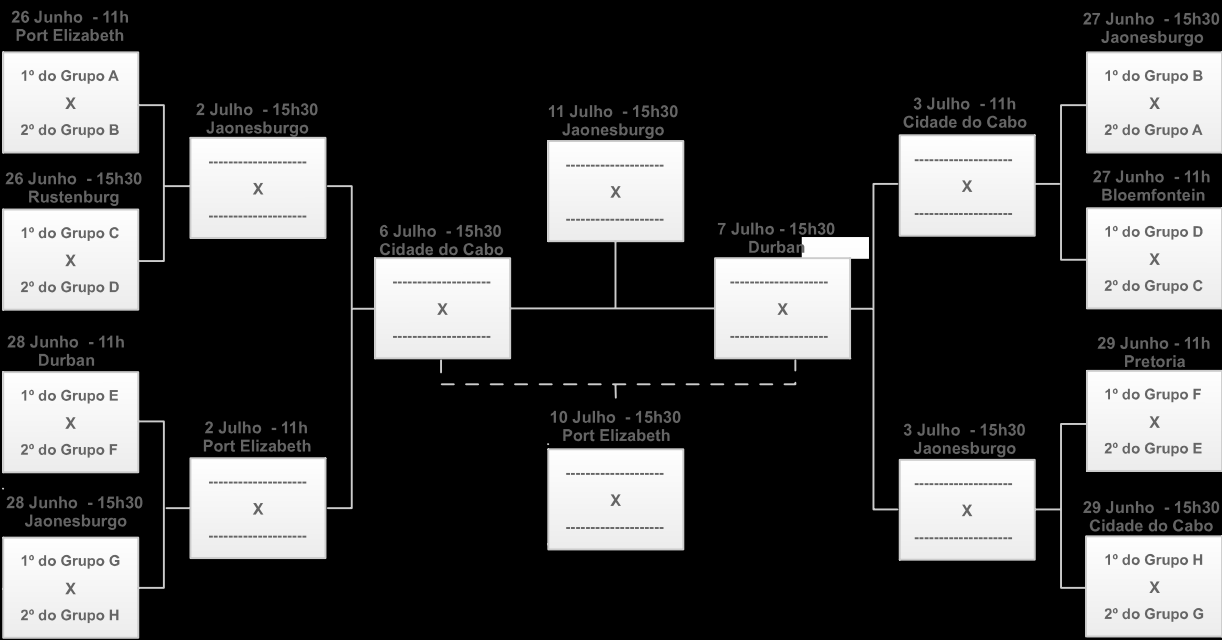 26 Junho - 11h
Port Elizabeth
1º do Grupo A
X
2º do Grupo B
26 Junho - 15h30
Rustenburg
1º do Grupo C
X
2º do Grupo D
28 Junho - 11h
Durban
1º do Grupo E
X
2º do Grupo F
28 Junho - 15h30
Jaonesburgo
1º do Grupo G
X
2º do Grupo H
2 Julho - 15h30
Jaonesburgo
----------------------
X
----------------------
2 Julho - 11h
Port Elizabeth
----------------------
X
----------------------
6 Julho - 15h30
Cidade do Cabo
----------------------
X
----------------------
11 Julho - 15h30
Jaonesburgo
----------------------
X
----------------------
10 Julho - 15h30
Port Elizabeth
----------------------
X
----------------------
7 Julho - 15h30
Durban
----------------------
X
----------------------
3 Julho - 11h
Cidade do Cabo
----------------------
X
----------------------
3 Julho - 15h30
Jaonesburgo
----------------------
X
----------------------
27 Junho - 15h30
Jaonesburgo
1º do Grupo B
X
2º do Grupo A
27 Junho - 11h
Bloemfontein
1º do Grupo D
X
2º do Grupo C
29 Junho - 11h
Pretoria
1º do Grupo F
X
2º do Grupo E
29 Junho - 15h30
Cidade do Cabo
1º do Grupo H
X
2º do Grupo G